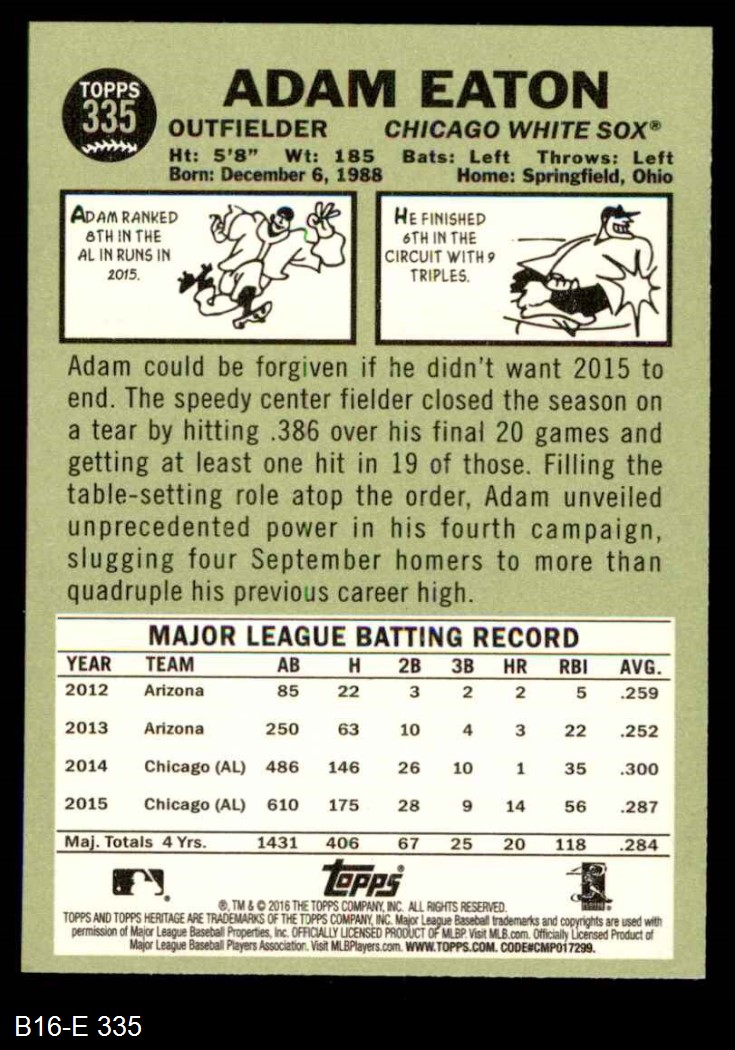 TOPPS
335
ADAM EATON
OUTFIELDER CHICAGO WHITE SOX®
Ht: 5'8" Wt: 185 Bats: Left Throws: Left
Born: December 6, 1988 Home: Springfield, Ohio
ADAM RANKED
8TH IN THE
AL IN RUNS IN
2015.
HE FINISHED
6TH IN THE
CIRCUIT WITH 9
TRIPLES.
Adam could be forgiven if he didn't want 2015 to
end. The speedy center fielder closed the season on
a tear by hitting .386 over his final 20 games and
getting at least one hit in 19 of those. Filling the
table-setting role atop the order, Adam unveiled
unprecedented power in his fourth campaign,
slugging four September homers to more than
quadruple his previous career high.
MAJOR LEAGUE BATTING RECORD
YEAR TEAM AB H 2B 3B HR RBI AVG.
2012 Arizona 85 22 3 2 2 5 .259
2013 Arizona 250 63 10 4 3 22 .252
2014 Chicago (AL) 486 146 26 10 1 35 .300
2015 Chicago (AL) 610 175 28 9 14 56 .287
Maj. Totals 4 Yrs. 1431 406 67 25 20 118 .284
Topps®
®, TM & © 2016 THE TOPPS COMPANY, INC. ALL RIGHTS RESERVED.
TOPPS AND TOPPS HERITAGE ARE TRADEMARKS OF THE TOPPS COMPANY, INC. Major League Baseball trademarks and copyrights are used with
permission of Major League Baseball Properties, Inc. OFFICIALLY LICENSED PRODUCT OF MLBP. Visit MLB.com. Officially Licensed Product of
Major League Baseball Players Association. Visit MLBPlayers.com. WWW.TOPPS.COM. CODE#CMP017299.
B16-E 335